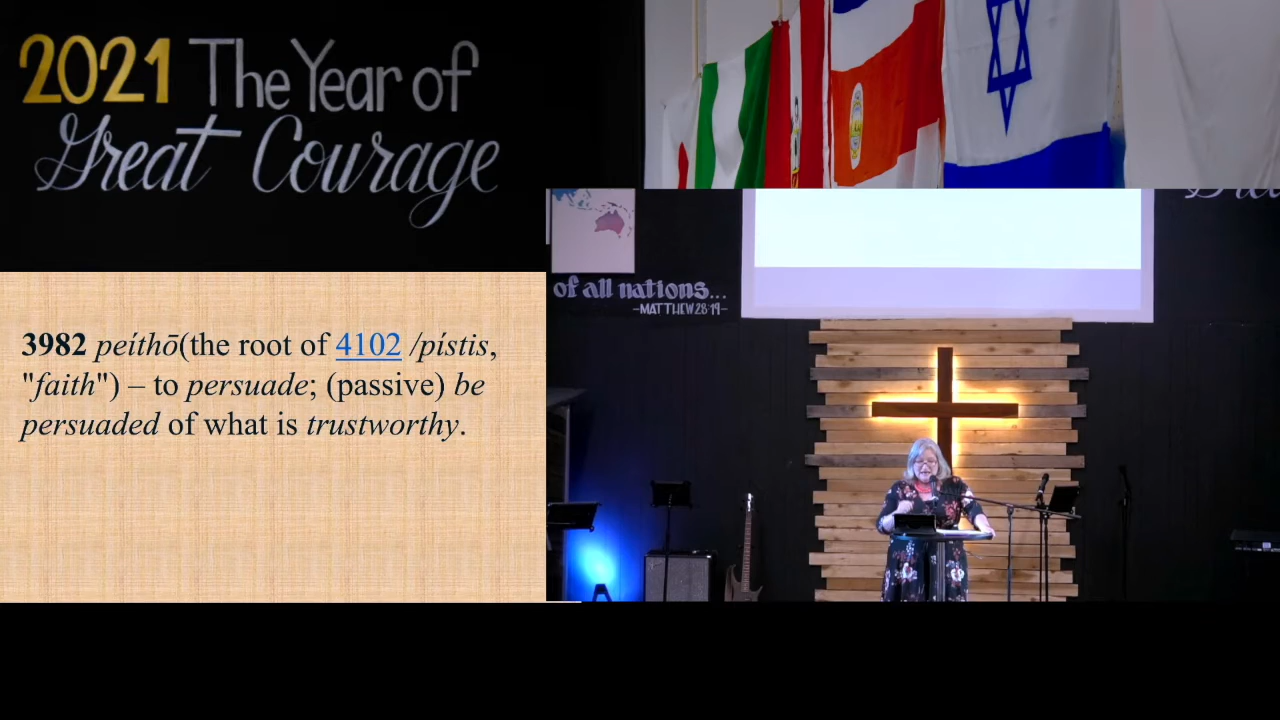 2021 The Year of
Great Courage
3982 peíthō(the root of 4102 /pístis,
"faith") – to persuade; (passive) be
persuaded of what is trustworthy.
of all nations...
-MATTHEW 28:19-